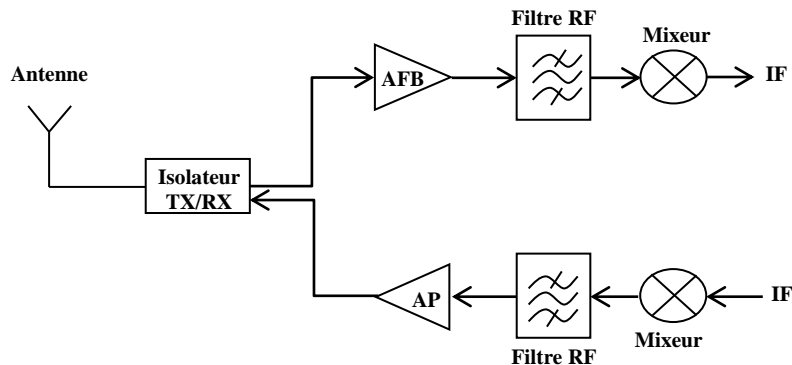 Filtre RF
Mixeur
Antenne
AFB
IF
Isolateur
TX/RX
AP
IF
Mixeur
Filtre RF